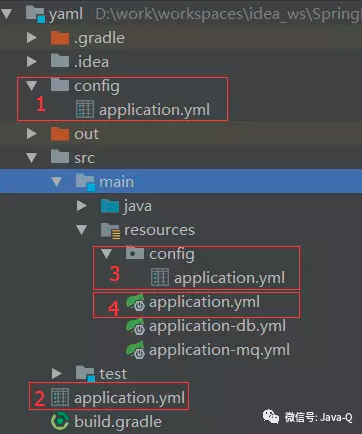 yaml D:\work\workspaces\idea_ws\Spring
.gradle
.idea
config
1
application.yml
out
src
main
java
resources
config
3
application.yml
4 application.yml
application-db.yml
application-mq.yml
test
2 application.yml
build.gradle
微信号: Java-Q